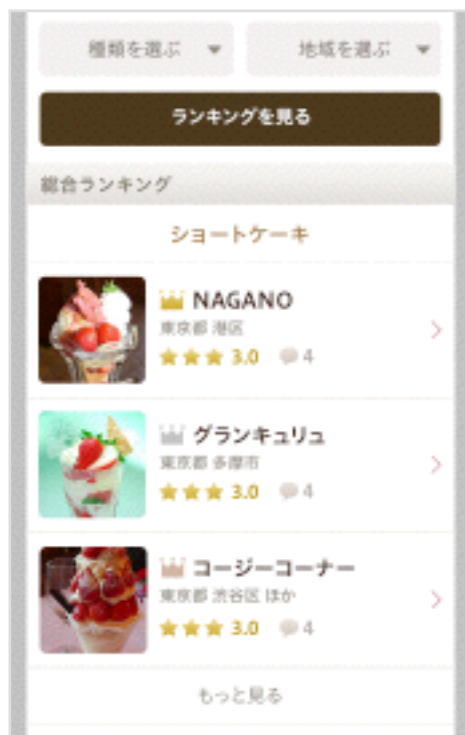 種類を選ぶ
地域を選ぶ
ランキングを見る
総合ランキング
ショートケーキ
NAGANO
東京都 港区
3.0 4
グランキュリュ
東京都 多摩市
3.0 4
コージーコーナー
東京都 渋谷区 ほか
3.0 4
もっと見る